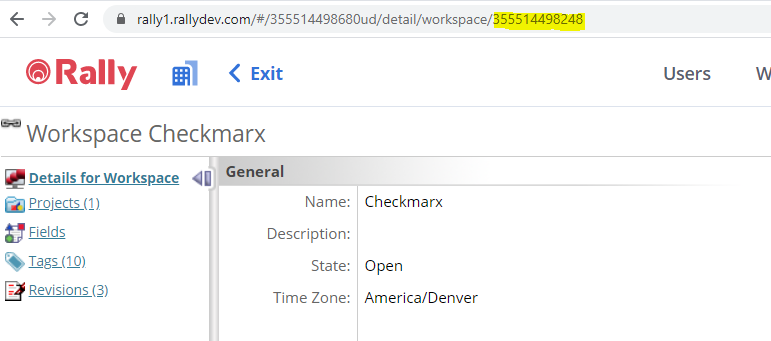 rally1.rallydev.com/#/355514498680ud/detail/workspace/355514498248
Rally
Exit
Users
W
Workspace Checkmarx
Details for Workspace
Projects (1)
Fields
Tags (10)
Revisions (3)
General
Name: Checkmarx
Description:
State: Open
Time Zone: America/Denver